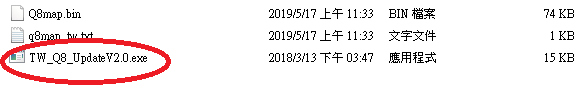 Q8map.bin 2019/5/17 上午 11:33 BIN 檔案 74 KB
q8map_tw.txt 2019/5/17 上午 11:33 文字文件 1 KB
TW_Q8_UpdateV2.0.exe 2018/3/13 下午 03:47 應用程式 15 KB